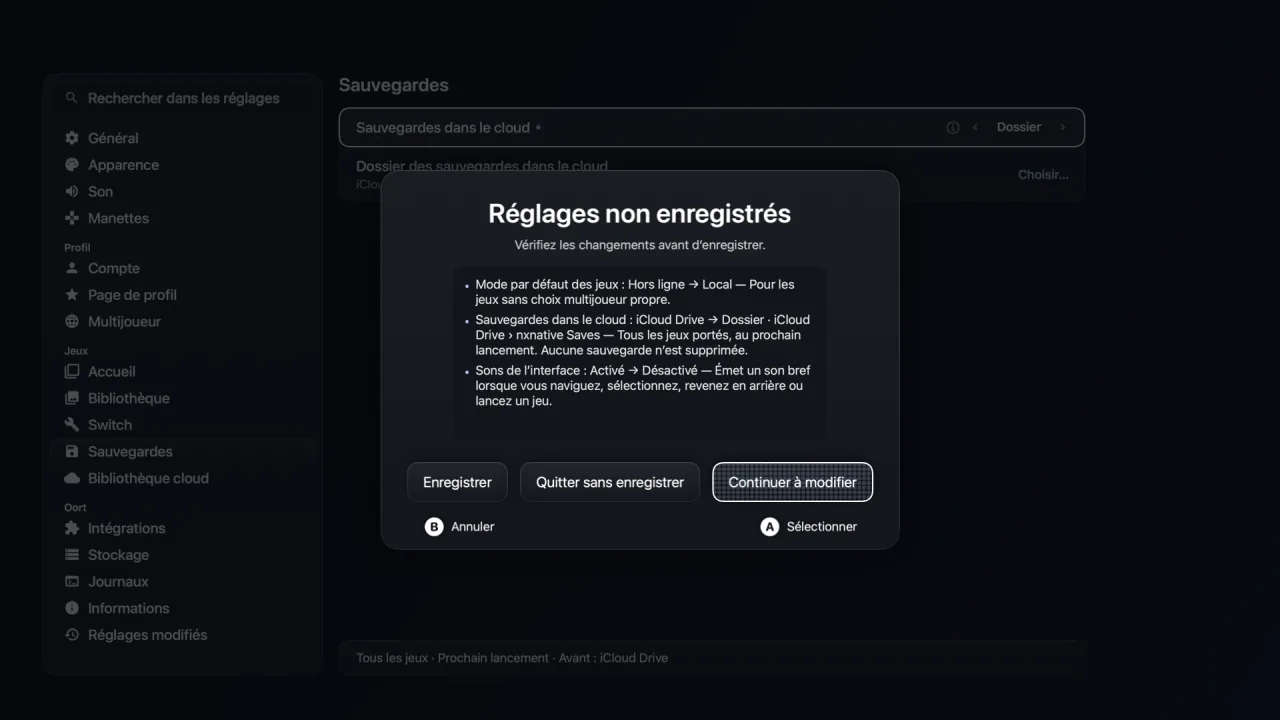 Rechercher dans les réglages
Général
Apparence
Son
Manettes
Profil
Compte
Page de profil
Multijoueur
Jeux
Accueil
Bibliothèque
Switch
Sauvegardes
Bibliothèque cloud
Oort
Intégrations
Stockage
Journaux
Informations
Réglages modifiés
Sauvegardes
Sauvegardes dans le cloud •
Dossier
Dossier des sauvegardes dans le cloud
Choisir...
Réglages non enregistrés
Vérifiez les changements avant d’enregistrer.
• Mode par défaut des jeux : Hors ligne → Local — Pour les
jeux sans choix multijoueur propre.
• Sauvegardes dans le cloud : iCloud Drive → Dossier · iCloud
Drive › nxnative Saves — Tous les jeux portés, au prochain
lancement. Aucune sauvegarde n’est supprimée.
• Sons de l’interface : Activé → Désactivé — Émet un son bref
lorsque vous naviguez, sélectionnez, revenez en arrière ou
lancez un jeu.
Enregistrer
Quitter sans enregistrer
Continuer à modifier
B Annuler
A Sélectionner
Tous les jeux · Prochain lancement · Avant : iCloud Drive